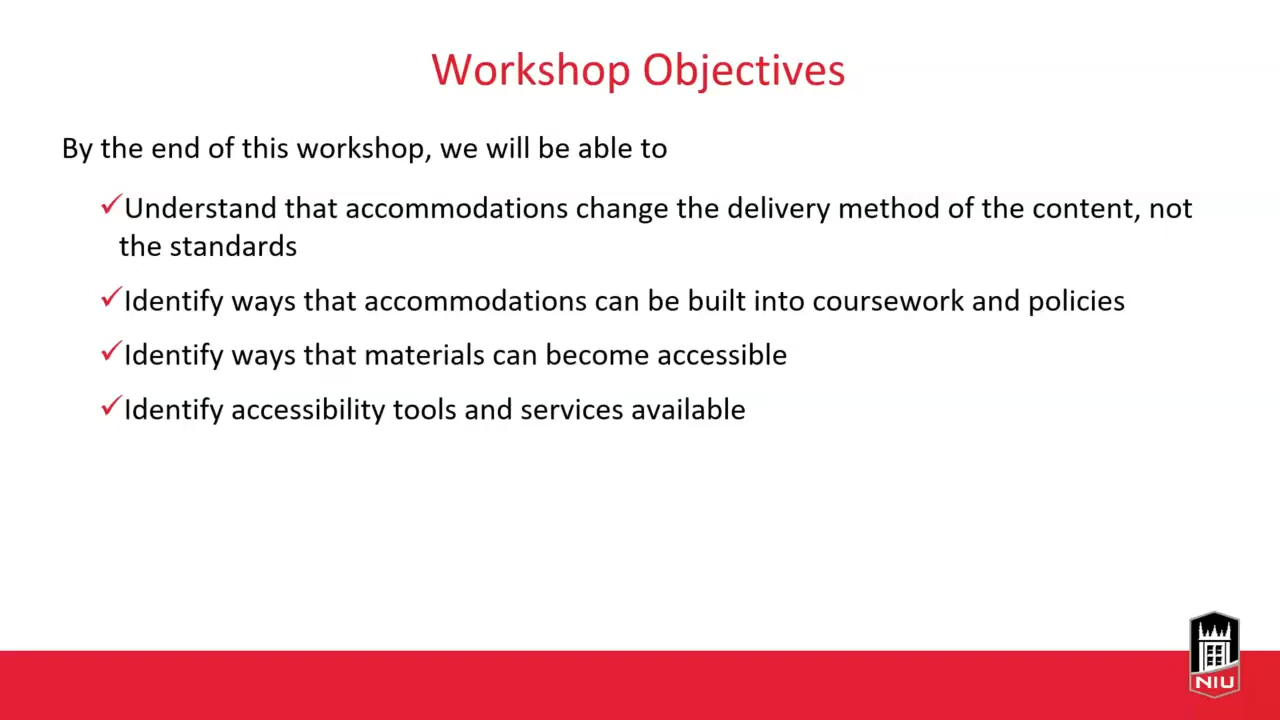 Workshop Objectives
By the end of this workshop, we will be able to
✓Understand that accommodations change the delivery method of the content, not
the standards
✓Identify ways that accommodations can be built into coursework and policies
✓Identify ways that materials can become accessible
✓Identify accessibility tools and services available
NIU